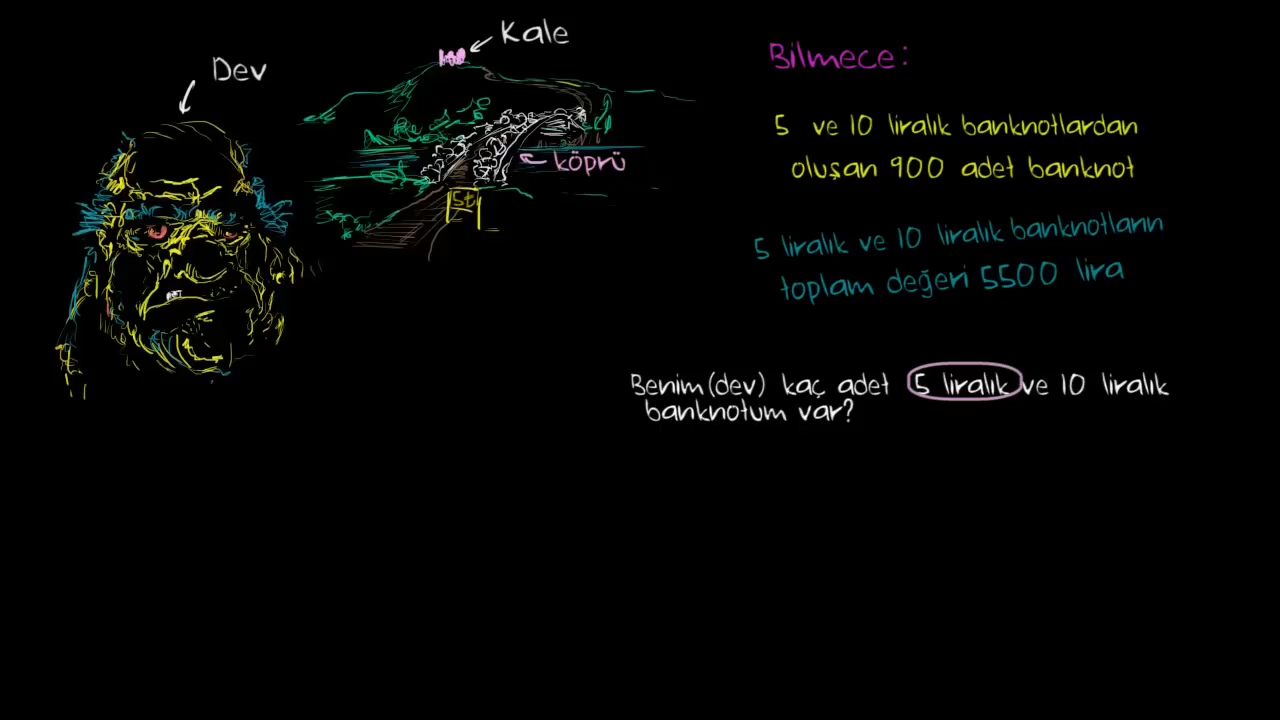 Kale
Dev
köprü
5₺
Bilmece:
5 ve 10 liralık banknotlardan
oluşan 900 adet banknot
5 liralık ve 10 liralık banknotların
toplam değeri 5500 lira
Benim (dev) kaç adet 5 liralık ve 10 liralık
banknotum var?